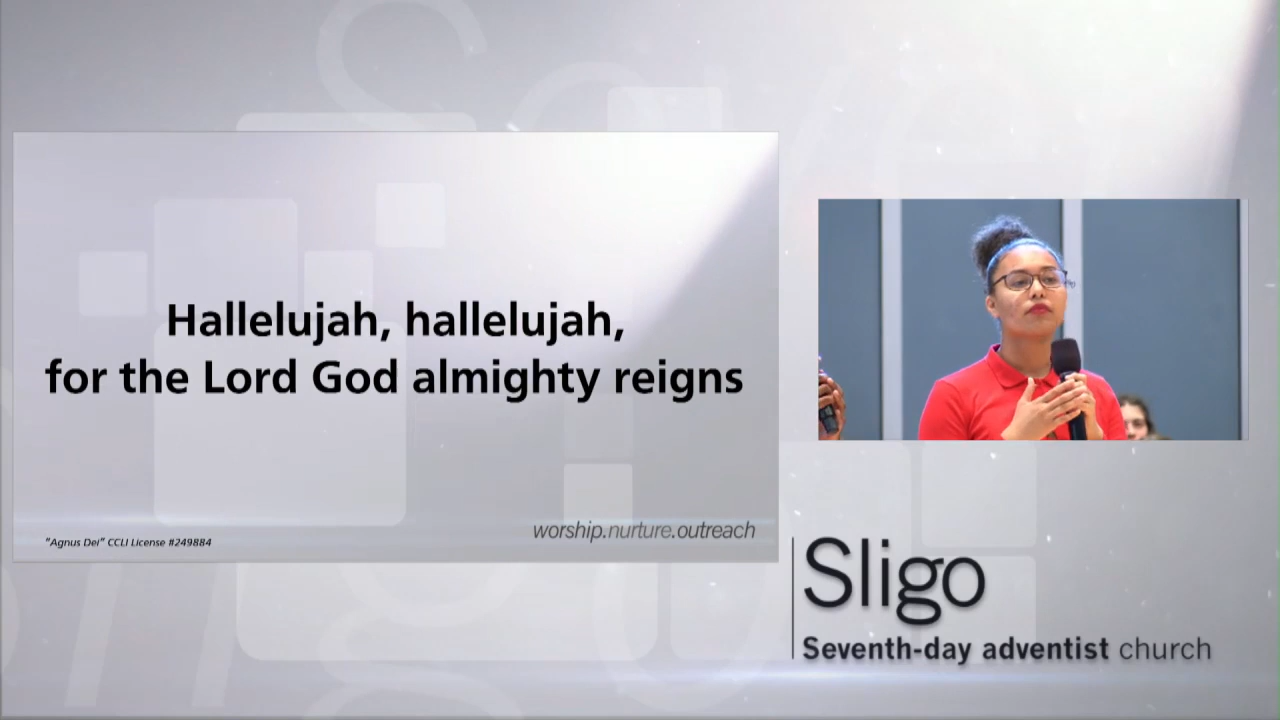 Hallelujah, hallelujah,
for the Lord God almighty reigns
"Agnus Dei" CCLI License #249884
worship.nurture.outreach
Sligo
Seventh-day adventist church